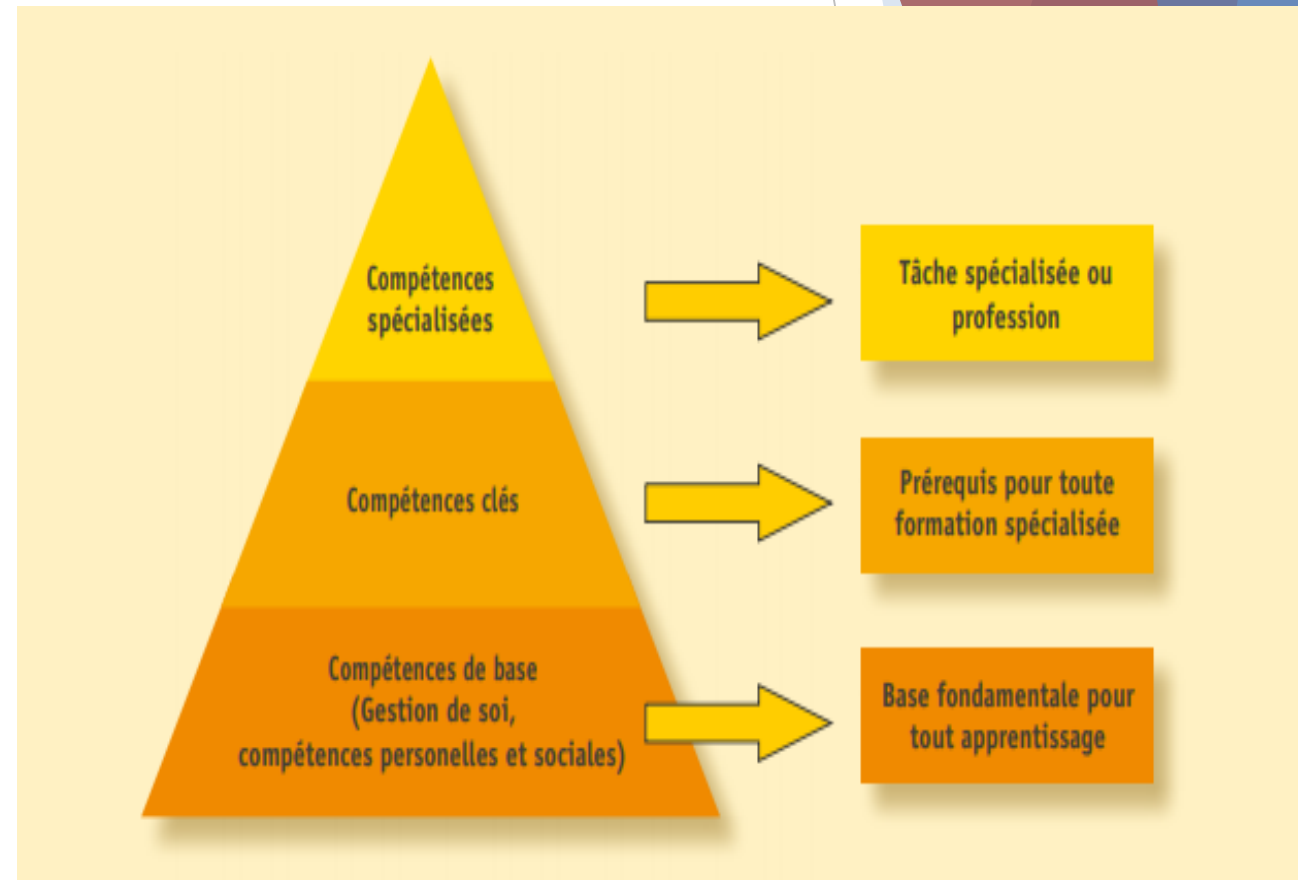 Compétences
spécialisées
Tâche spécialisée ou
profession
Compétences clés
Prérequis pour toute
formation spécialisée
Compétences de base
(Gestion de soi,
compétences personelles et sociales)
Base fondamentale pour
tout apprentissage